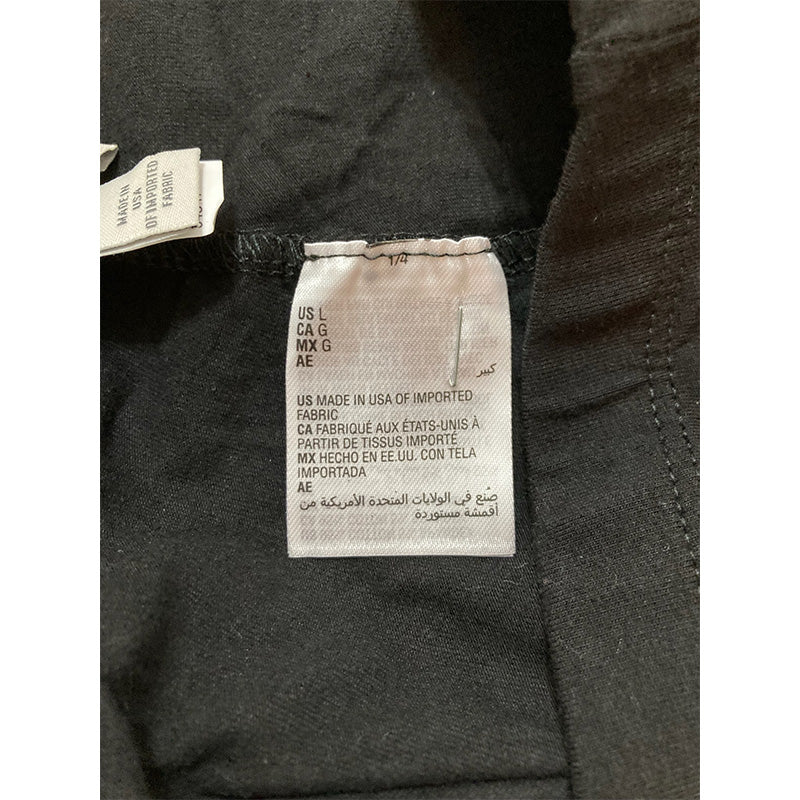 MADE IN
USA
OF IMPORTED
FABRIC
1/4
US L
CA G
MX G
AE
كبير
US MADE IN USA OF IMPORTED
FABRIC
CA FABRIQUÉ AUX ÉTATS-UNIS À
PARTIR DE TISSUS IMPORTÉ
MX HECHO EN EE.UU. CON TELA
IMPORTADA
AE
صُنع في الولايات المتحدة الأمريكية من
أقمشة مستوردة